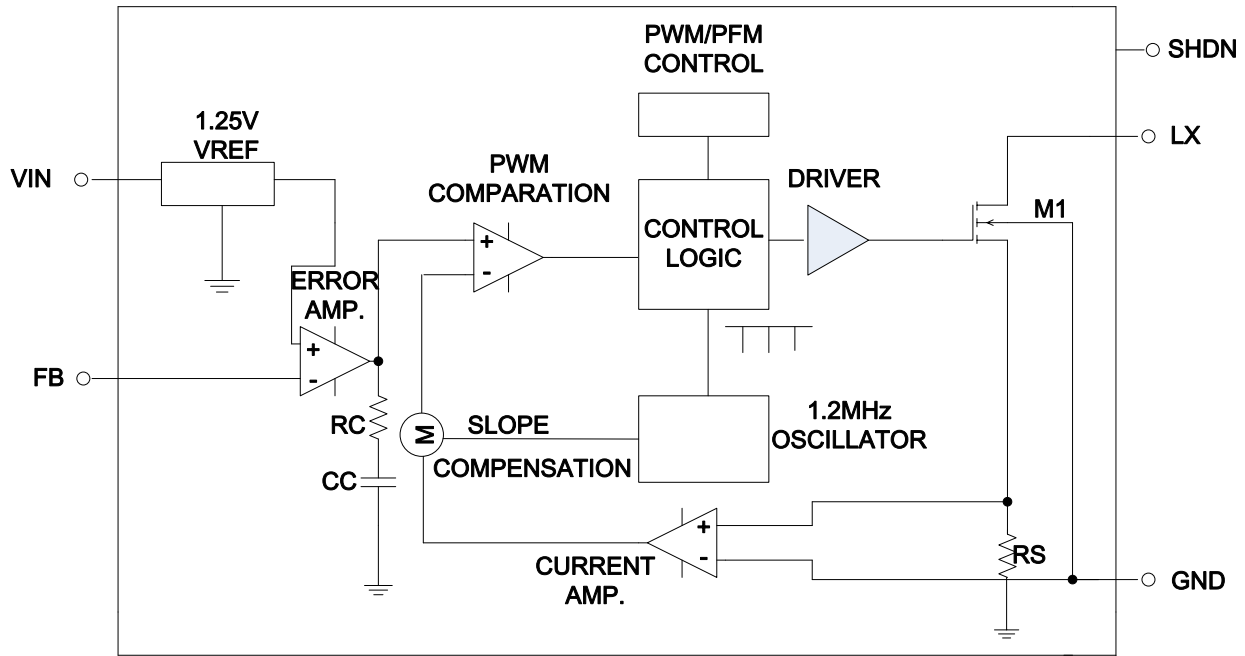 PWM/PFM
CONTROL
SHDN
1.25V
VREF
LX
VIN
PWM
COMPARATION
DRIVER
M1
+
-
CONTROL
LOGIC
ERROR
AMP.
+
-
FB
RC
M
SLOPE
COMPENSATION
1.2MHz
OSCILLATOR
CC
+
-
CURRENT
AMP.
RS
GND